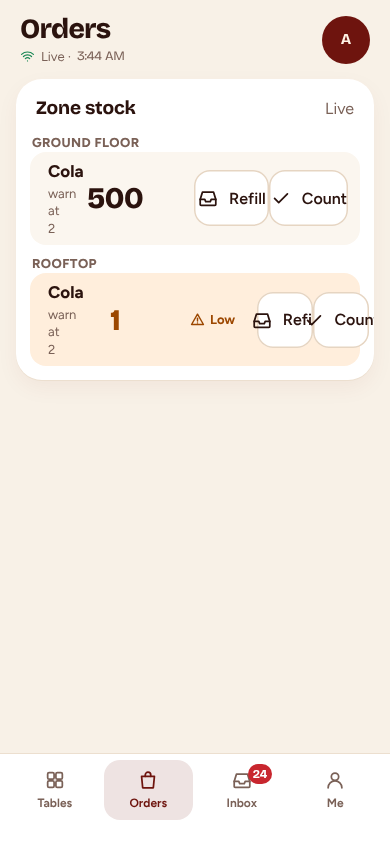 Orders
Live · 3:44 AM
A
Zone stock
Live
GROUND FLOOR
Cola
warn
at
2
500
Refill
Count
ROOFTOP
Cola
warn
at
2
1
Low
Refi
Coun
Tables
Orders
24
Inbox
Me